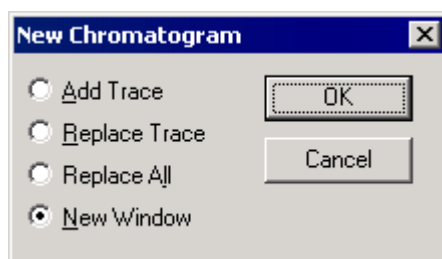 New Chromatogram
Add Trace
Replace Trace
Replace All
New Window
OK
Cancel